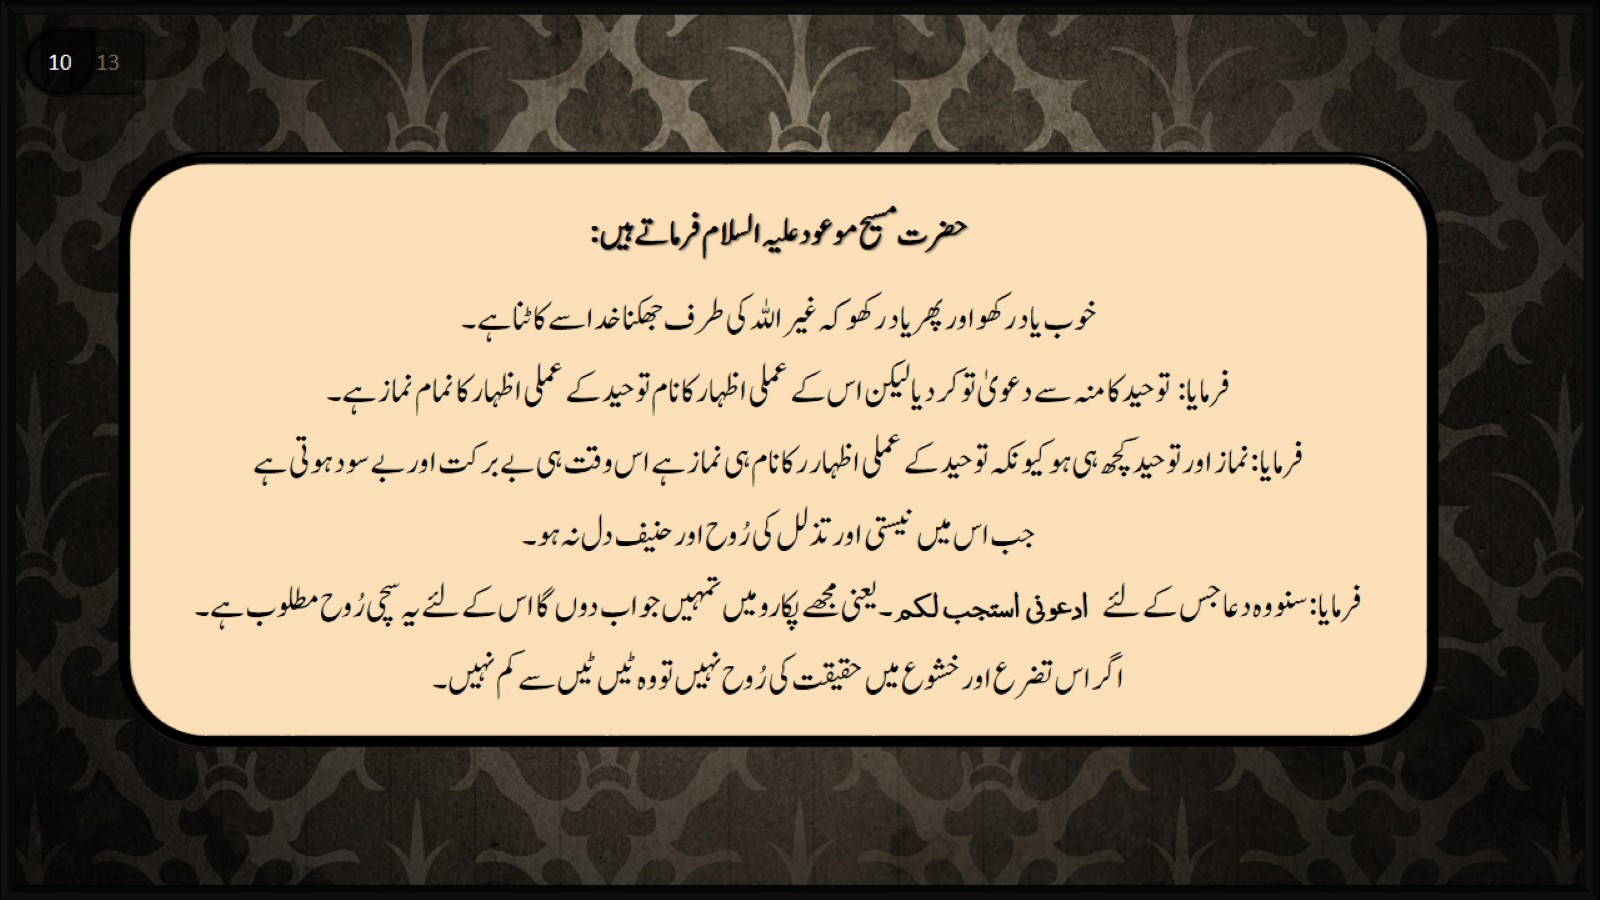 10 13
حضرت مسیح موعود علیہ السلام فرماتے ہیں:
خوب یاد رکھو اور پھر یاد رکھو کہ غیر اللہ کی طرف جھکنا خدا سے کاٹنا ہے۔
فرمایا: توحید کا منہ سے دعویٰ تو کر دیا لیکن اس کے عملی اظہار کا نام توحید کے عملی اظہار کا نمام نماز ہے۔
فرمایا: نماز اور توحید کچھ ہی ہو کیونکہ توحید کے عملی اظہار رکا نام ہی نماز ہے اس وقت ہی بے برکت اور بے سود ہوتی ہے
جب اس میں نیستی اور تذلل کی رُوح اور حنیف دل نہ ہو۔
فرمایا: سنو وہ دعا جس کے لئے ادعونی استجب لکم۔ یعنی مجھے پکارو میں تمہیں جواب دوں گا اس کے لئے یہ سچی رُوح مطلوب ہے۔
اگر اس تضرع اور خشوع میں حقیقت کی رُوح نہیں تو وہ ٹیں ٹیں سے کم نہیں۔